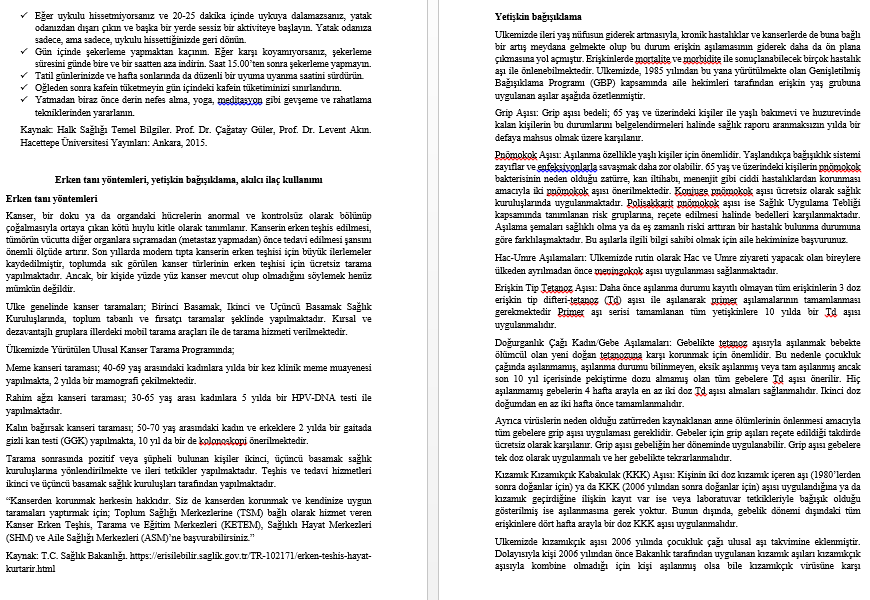 ✓ Eğer uykulu hissetmiyorsanız ve 20-25 dakika içinde uykuya dalamazsanız, yatak
odanızdan dışarı çıkın ve başka bir yerde sessiz bir aktiviteye başlayın. Yatak odanıza
sadece, ama sadece, uykulu hissettiğinizde geri dönün.
✓ Gün içinde şekerleme yapmaktan kaçının. Eğer karşı koyamıyorsanız, şekerleme
süresini günde bire ve bir saatten aza indirin. Saat 15.00’ten sonra şekerleme yapmayın.
✓ Tatil günlerinizde ve hafta sonlarında da düzenli bir uyuma uyanma saatini sürdürün.
✓ Öğleden sonra kafein tüketmeyin gün içindeki kafein tüketiminizi sınırlandırın.
✓ Yatmadan biraz önce derin nefes alma, yoga, meditasyon gibi gevşeme ve rahatlama
tekniklerinden yararlanın.
Kaynak: Halk Sağlığı Temel Bilgiler. Prof. Dr. Çağatay Güler, Prof. Dr. Levent Akın.
Hacettepe Üniversitesi Yayınları: Ankara, 2015.
Erken tanı yöntemleri, yetişkin bağışıklama, akılcı ilaç kullanımı
Erken tanı yöntemleri
Kanser, bir doku ya da organdaki hücrelerin anormal ve kontrolsüz olarak bölünüp
çoğalmasıyla ortaya çıkan kötü huylu kitle olarak tanımlanır. Kanserin erken teşhis edilmesi,
tümörün vücutta diğer organlara sıçramadan (metastaz yapmadan) önce tedavi edilmesi şansını
önemli ölçüde artırır. Son yıllarda modern tıpta kanserin erken teşhisi için büyük ilerlemeler
kaydedilmiştir, toplumda sık görülen kanser türlerinin erken teşhisi için ücretsiz tarama
yapılmaktadır. Ancak, bir kişide yüzde yüz kanser mevcut olup olmadığını söylemek henüz
mümkün değildir.
Ülke genelinde kanser taramaları; Birinci Basamak, İkinci ve Üçüncü Basamak Sağlık
Kuruluşlarında, toplum tabanlı ve fırsatçı taramalar şeklinde yapılmaktadır. Kırsal ve
dezavantajlı gruplara illerdeki mobil tarama araçları ile de tarama hizmeti verilmektedir.
Ülkemizde Yürütülen Ulusal Kanser Tarama Programında;
Meme kanseri taraması; 40-69 yaş arasındaki kadınlara yılda bir kez klinik meme muayenesi
yapılmakta, 2 yılda bir mamografi çekilmektedir.
Rahim ağzı kanseri taraması; 30-65 yaş arası kadınlara 5 yılda bir HPV-DNA testi ile
yapılmaktadır.
Kalın bağırsak kanseri taraması; 50-70 yaş arasındaki kadın ve erkeklere 2 yılda bir gaitada
gizli kan testi (GGK) yapılmakta, 10 yıl da bir de kolonoskopi önerilmektedir.
Tarama sonrasında pozitif veya şüpheli bulunan kişiler ikinci, üçüncü basamak sağlık
kuruluşlarına yönlendirilmekte ve ileri tetkikler yapılmaktadır. Teşhis ve tedavi hizmetleri
ikinci ve üçüncü basamak sağlık kuruluşları tarafından yapılmaktadır.
“Kanserden korunmak herkesin hakkıdır. Siz de kanserden korunmak ve kendinize uygun
taramaları yaptırmak için; Toplum Sağlığı Merkezlerine (TSM) bağlı olarak hizmet veren
Kanser Erken Teşhis, Tarama ve Eğitim Merkezleri (KETEM), Sağlıklı Hayat Merkezleri
(SHM) ve Aile Sağlığı Merkezleri (ASM)’ne başvurabilirsiniz.”
Kaynak: T.C. Sağlık Bakanlığı. https://erisilebilir.saglik.gov.tr/TR-102171/erken-teshis-hayat-
kurtarir.html
Yetişkin bağışıklama
Ülkemizde ileri yaş nüfusun giderek artmasıyla, kronik hastalıklar ve kanserlerde de buna bağlı
bir artış meydana gelmekte olup bu durum erişkin aşılamasının giderek daha da ön plana
çıkmasına yol açmıştır. Erişkinlerde mortalite ve morbidite ile sonuçlanabilecek birçok hastalık
aşı ile önlenebilmektedir. Ülkemizde, 1985 yılından bu yana yürütülmekte olan Genişletilmiş
Bağışıklama Programı (GBP) kapsamında aile hekimleri tarafından erişkin yaş grubuna
uygulanan aşılar aşağıda özetlenmiştir.
Grip Aşısı: Grip aşısı bedeli; 65 yaş ve üzerindeki kişiler ile yaşlı bakımevi ve huzurevinde
kalan kişilerin bu durumlarını belgelendirmeleri halinde sağlık raporu aranmaksızın yılda bir
defaya mahsus olmak üzere karşılanır.
Pnömokok Aşısı: Aşılanma özellikle yaşlı kişiler için önemlidir. Yaşlandıkça bağışıklık sistemi
zayıflar ve enfeksiyonlarla savaşmak daha zor olabilir. 65 yaş ve üzerindeki kişilerin pnömokok
bakterisinin neden olduğu zatürre, kan iltihabı, menenjit gibi ciddi hastalıklardan korunması
amacıyla iki pnömokok aşısı önerilmektedir. Konjuge pnömokok aşısı ücretsiz olarak sağlık
kuruluşlarında uygulanmaktadır. Polisakkarit pnömokok aşısı ise Sağlık Uygulama Tebliği
kapsamında tanımlanan risk gruplarına, reçete edilmesi halinde bedelleri karşılanmaktadır.
Aşılama şemaları sağlıklı olma ya da eş zamanlı riski arttıran bir hastalık bulunma durumuna
göre farklılaşmaktadır. Bu aşılarla ilgili bilgi sahibi olmak için aile hekiminize başvurunuz.
Hac-Umre Aşılamaları: Ülkemizde rutin olarak Hac ve Umre ziyareti yapacak olan bireylere
ülkeden ayrılmadan önce meningokok aşısı uygulaması sağlanmaktadır.
Erişkin Tip Tetanoz Aşısı: Daha önce aşılanma durumu kayıtlı olmayan tüm erişkinlerin 3 doz
erişkin tip difteri-tetanoz (Td) aşısı ile aşılanarak primer aşılamalarının tamamlanması
gerekmektedir Primer aşı serisi tamamlanan tüm yetişkinlere 10 yılda bir Td aşısı
uygulanmalıdır.
Doğurganlık Çağı Kadın/Gebe Aşılamaları: Gebelikte tetanoz aşısıyla aşılanmak bebekte
ölümcül olan yeni doğan tetanozuna karşı korunmak için önemlidir. Bu nedenle çocukluk
çağında aşılanmamış, aşılanma durumu bilinmeyen, eksik aşılanmış veya tam aşılanmış ancak
son 10 yıl içerisinde pekiştirme dozu almamış olan tüm gebelere Td aşısı önerilir. Hiç
aşılanmamış gebelerin 4 hafta arayla en az iki doz Td aşısı almaları sağlanmalıdır. İkinci doz
doğumdan en az iki hafta önce tamamlanmalıdır.
Ayrıca virüslerin neden olduğu zatürreden kaynaklanan anne ölümlerinin önlenmesi amacıyla
tüm gebelere grip aşısı uygulaması gereklidir. Gebeler için grip aşıları reçete edildiği takdirde
ücretsiz olarak karşılanır. Grip aşısı gebeliğin her döneminde uygulanabilir. Grip aşısı gebelere
tek doz olarak uygulanmalı ve her gebelikte tekrarlanmalıdır.
Kızamık Kızamıkçık Kabakulak (KKK) Aşısı: Kişinin iki doz kızamık içeren aşı (1980’lerden
sonra doğanlar için) ya da KKK (2006 yılından sonra doğanlar için) aşısı uygulandığına ya da
kızamık geçirdiğine ilişkin kayıt var ise veya laboratuvar tetkikleriyle bağışık olduğu
gösterilmiş ise aşılanmasına gerek yoktur. Bunun dışında, gebelik dönemi dışındaki tüm
erişkinlere dört hafta arayla bir doz KKK aşısı uygulanmalıdır.
Ülkemizde kızamıkçık aşısı 2006 yılında çocukluk çağı ulusal aşı takvimine eklenmiştir.
Dolayısıyla kişi 2006 yılından önce Bakanlık tarafından uygulanan kızamık aşıları kızamıkçık
aşısıyla kombine olmadığı için kişi aşılanmış olsa bile kızamıkçık virüsüne karşı